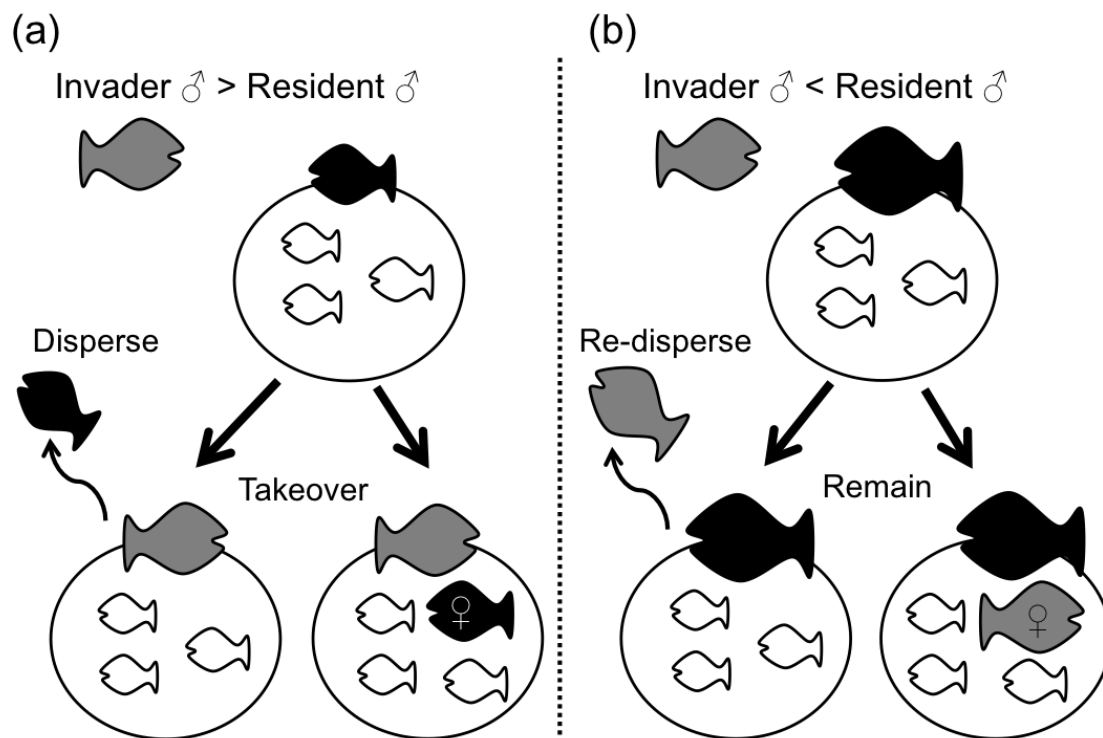 (a)
Invader ♂ > Resident ♂
Disperse
Takeover
♀
(b)
Invader ♂ < Resident ♂
Re-disperse
Remain
♀